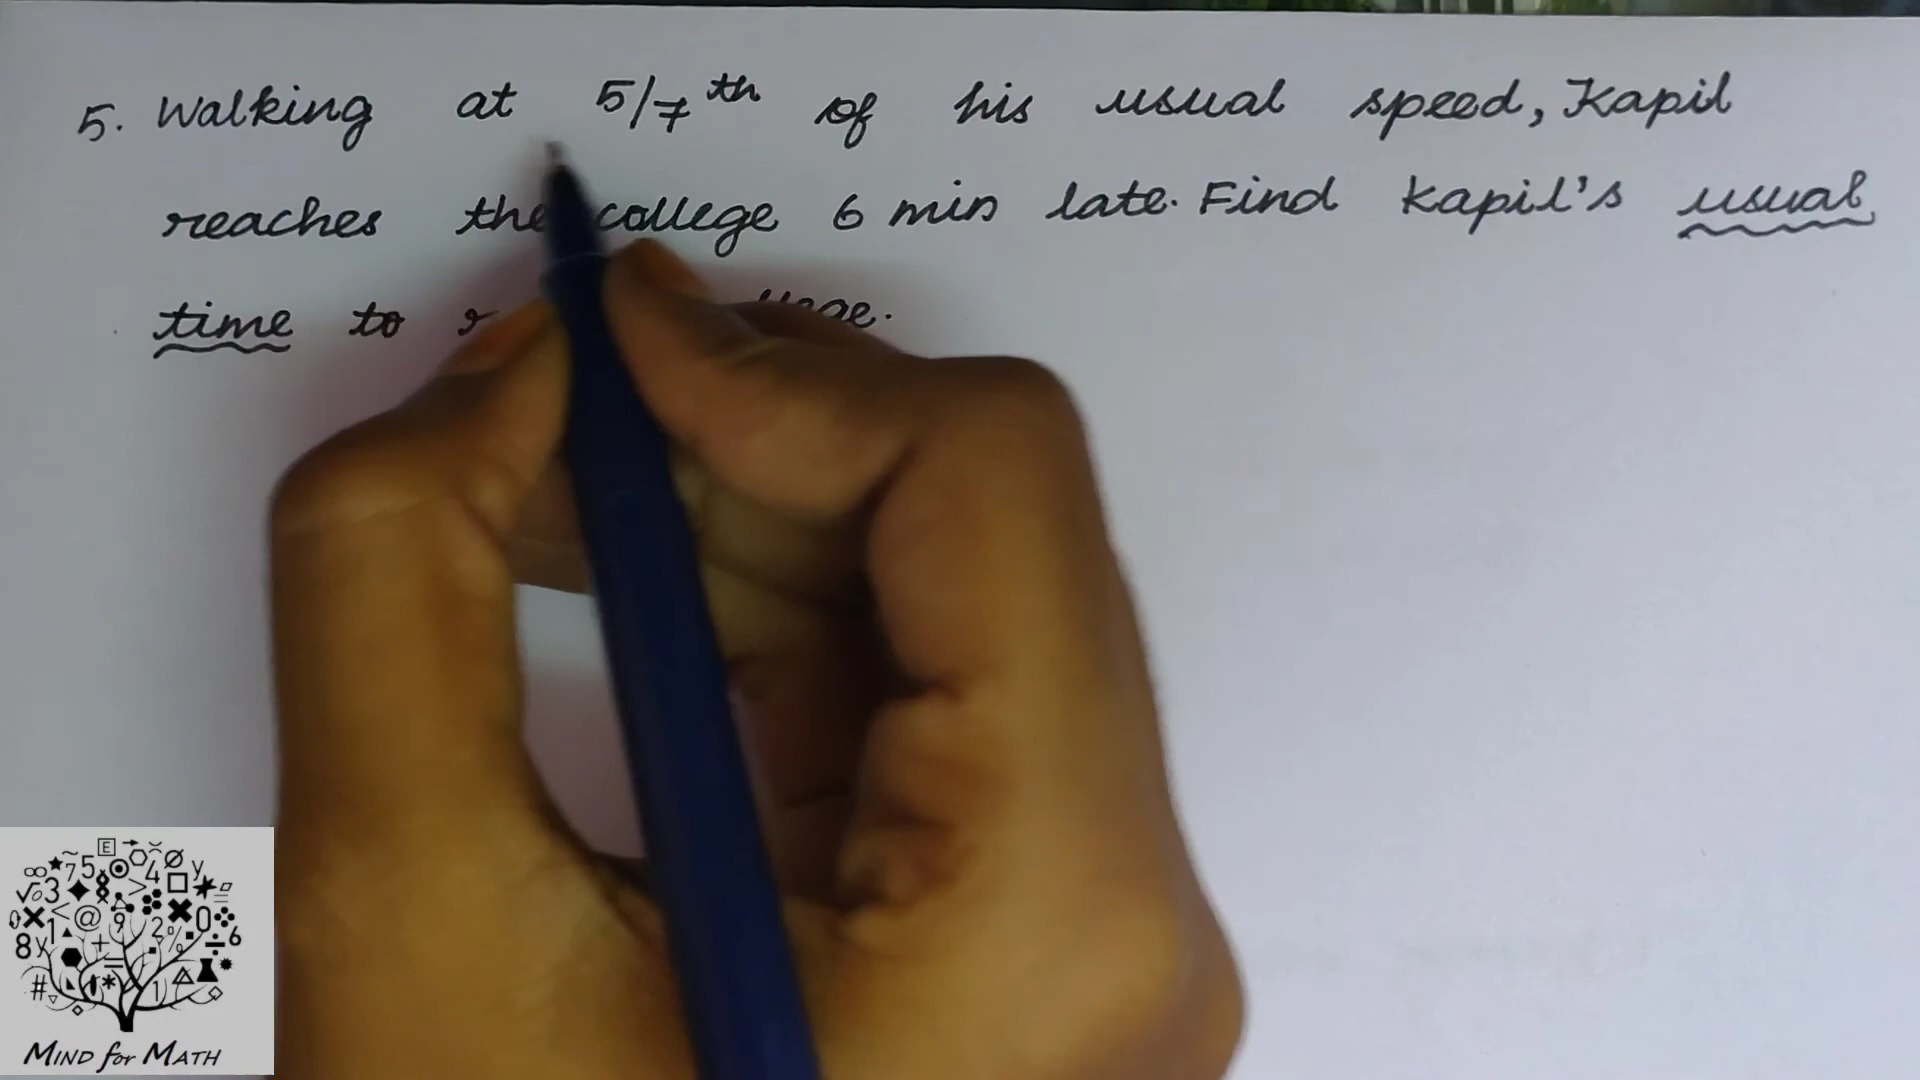 5. Walking at 5/7th of his usual speed, Kapil
reaches the college 6 min late. Find Kapil's usual
time to
MIND for MATH